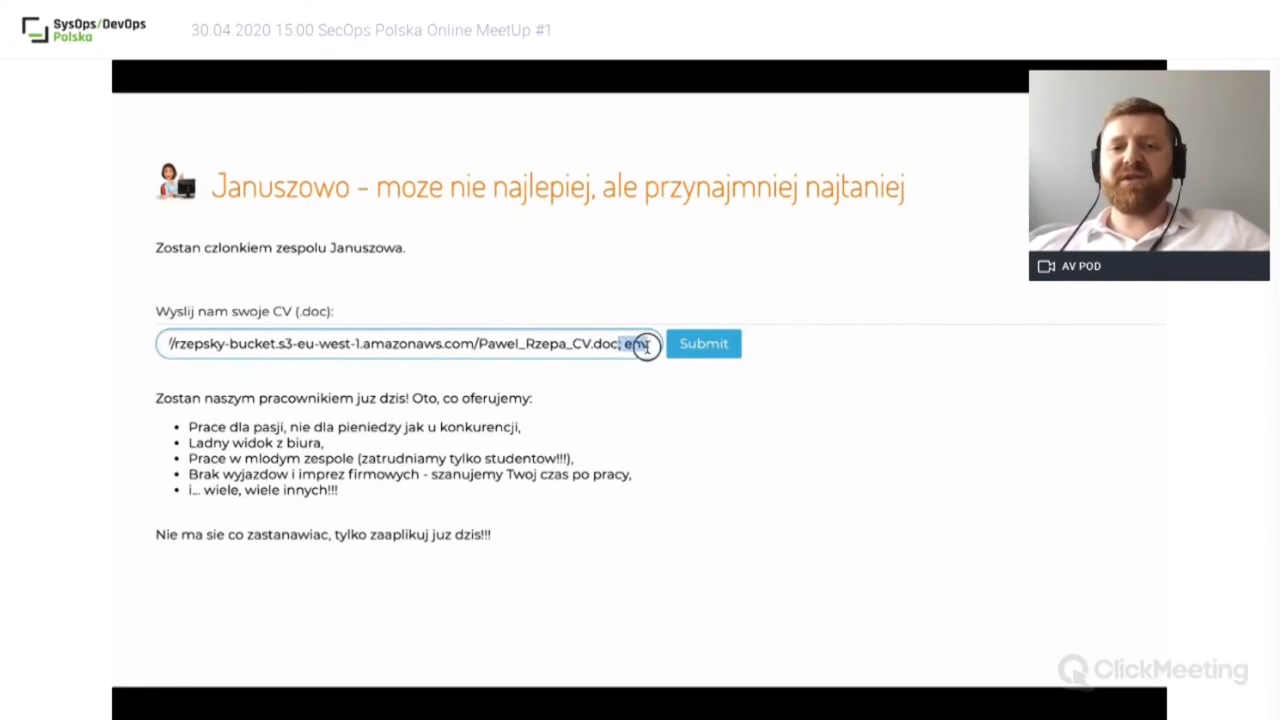 SysOps/DevOps
Polska
30.04 2020 15:00 SecOps Polska Online MeetUp #1
Januszowo - moze nie najlepiej, ale przynajmniej najtaniej
AV POD
Zostan czlonkiem zespolu Januszowa.
Wyslij nam swoje CV (.doc):
//rzepsky-bucket.s3-eu-west-1.amazonaws.com/Pawel_Rzepa_CV.doc; env
Submit
Zostan naszym pracownikiem juz dzis! Oto, co oferujemy:
• Prace dla pasji, nie dla pieniedzy jak u konkurencji,
• Ladny widok z biura,
• Prace w mlodym zespole (zatrudniamy tylko studentow!!!),
• Brak wyjazdow i imprez firmowych - szanujemy Twoj czas po pracy,
• i... wiele, wiele innych!!!
Nie ma sie co zastanawiac, tylko zaaplikuj juz dzis!!!
ClickMeeting